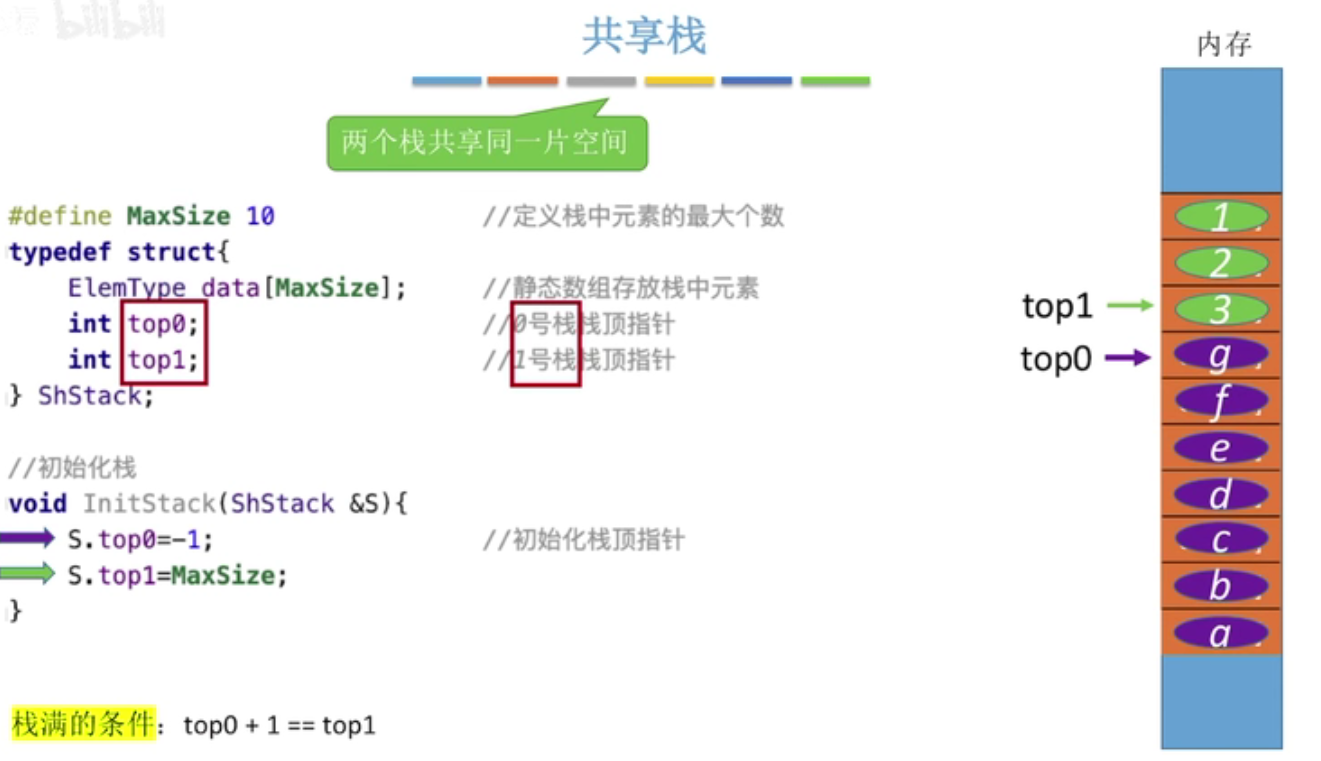 bilibili
共享栈
内存
两个栈共享同一片空间
#define MaxSize 10 //定义栈中元素的最大个数
typedef struct{
ElemType data[MaxSize]; //静态数组存放栈中元素
int top0; //0号栈栈顶指针
int top1; //1号栈栈顶指针
} ShStack;
//初始化栈
void InitStack(ShStack &S){
S.top0=-1; //初始化栈顶指针
S.top1=MaxSize;
}
栈满的条件：top0 + 1 == top1
1
2
top1 3
top0 g
f
e
d
c
b
a